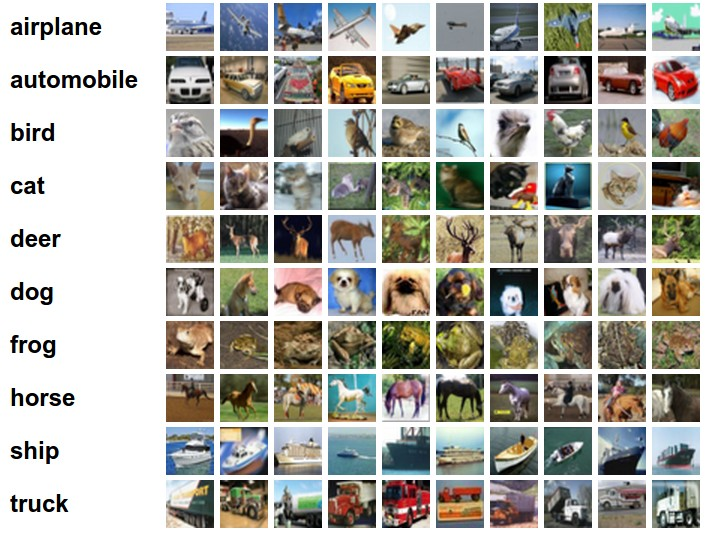 airplane
automobile
bird
cat
deer
dog
frog
horse
ship
truck